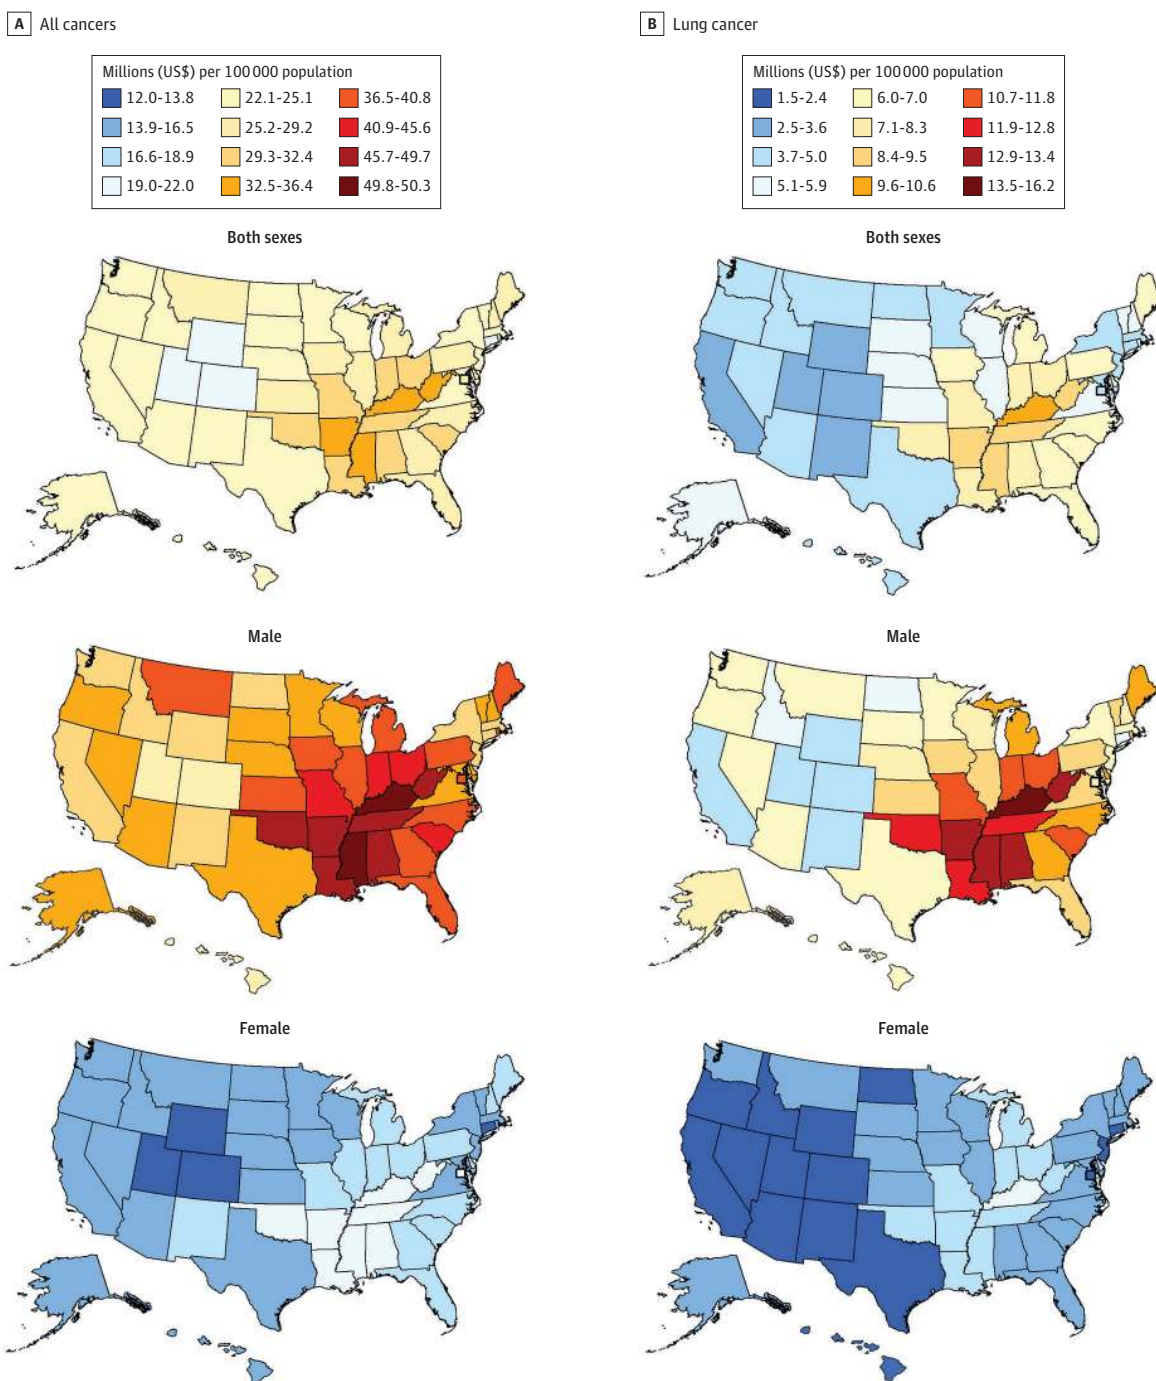 A All cancers
Millions (US$) per 100 000 population
12.0-13.8 22.1-25.1 36.5-40.8
13.9-16.5 25.2-29.2 40.9-45.6
16.6-18.9 29.3-32.4 45.7-49.7
19.0-22.0 32.5-36.4 49.8-50.3
Both sexes
Male
Female
B Lung cancer
Millions (US$) per 100 000 population
1.5-2.4 6.0-7.0 10.7-11.8
2.5-3.6 7.1-8.3 11.9-12.8
3.7-5.0 8.4-9.5 12.9-13.4
5.1-5.9 9.6-10.6 13.5-16.2
Both sexes
Male
Female